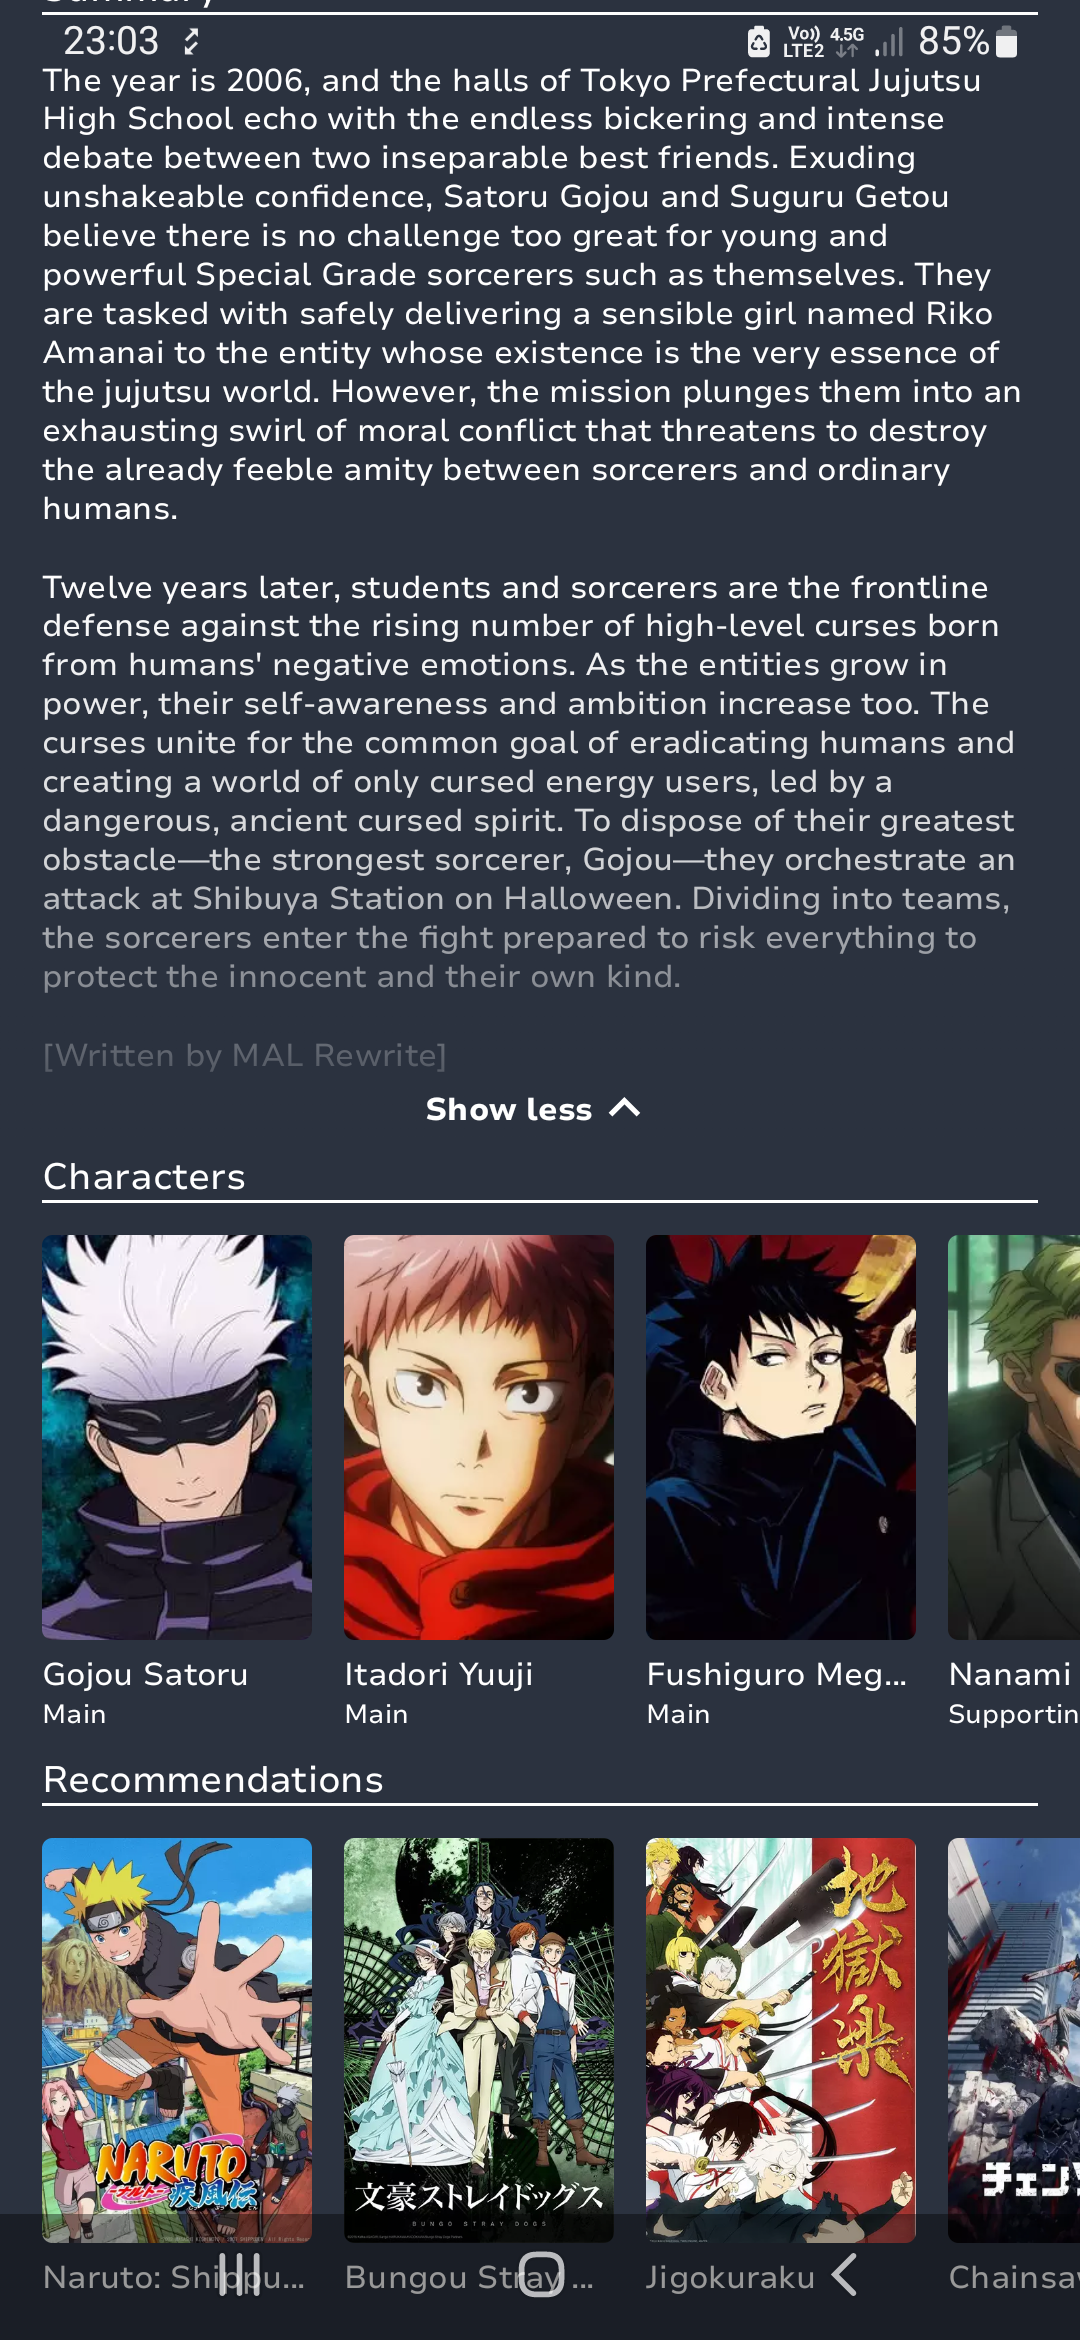 Summary
23:03
Vo))
LTE2
4.5G
85%
The year is 2006, and the halls of Tokyo Prefectural Jujutsu
High School echo with the endless bickering and intense
debate between two inseparable best friends. Exuding
unshakeable confidence, Satoru Gojou and Suguru Getou
believe there is no challenge too great for young and
powerful Special Grade sorcerers such as themselves. They
are tasked with safely delivering a sensible girl named Riko
Amanai to the entity whose existence is the very essence of
the jujutsu world. However, the mission plunges them into an
exhausting swirl of moral conflict that threatens to destroy
the already feeble amity between sorcerers and ordinary
humans.
Twelve years later, students and sorcerers are the frontline
defense against the rising number of high-level curses born
from humans' negative emotions. As the entities grow in
power, their self-awareness and ambition increase too. The
curses unite for the common goal of eradicating humans and
creating a world of only cursed energy users, led by a
dangerous, ancient cursed spirit. To dispose of their greatest
obstacle—the strongest sorcerer, Gojou—they orchestrate an
attack at Shibuya Station on Halloween. Dividing into teams,
the sorcerers enter the fight prepared to risk everything to
protect the innocent and their own kind.
[Written by MAL Rewrite]
Show less
Characters
Gojou Satoru
Main
Itadori Yuuji
Main
Fushiguro Meg...
Main
Nanami
Supportin
Recommendations
NARUTO
ナルト
疾風伝
文豪ストレイドッグス
BUNGO STRAY DOGS
地獄楽
チェン
Naruto: Shippu...
Bungou Stray ...
Jigokuraku
Chainsa